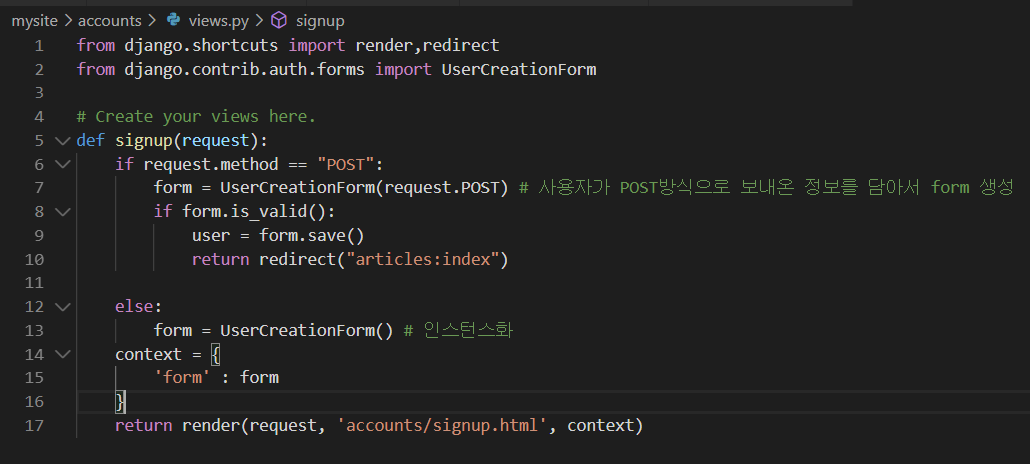 mysite > accounts > views.py > signup
1 from django.shortcuts import render,redirect
2 from django.contrib.auth.forms import UserCreationForm
3
4 # Create your views here.
5 def signup(request):
6     if request.method == "POST":
7         form = UserCreationForm(request.POST) # 사용자가 POST방식으로 보내온 정보를 담아서 form 생성
8         if form.is_valid():
9             user = form.save()
10             return redirect("articles:index")
11
12     else:
13         form = UserCreationForm() # 인스턴스화
14     context = {
15         'form' : form
16     }
17     return render(request, 'accounts/signup.html', context)